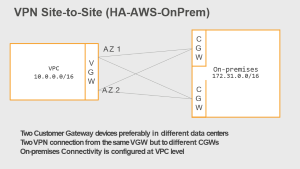 VPN Site-to-Site (HA-AWS-OnPrem)
AZ 1
C
G
W
VPC
10.0.0.0/16
V
G
W
On-premises
172.31.0.0/16
AZ 2
C
G
W
Two Customer Gateway devices preferably in different data centers
Two VPN connection from the same VGW but to different CGWs
On-premises Connectivity is configured at VPC level